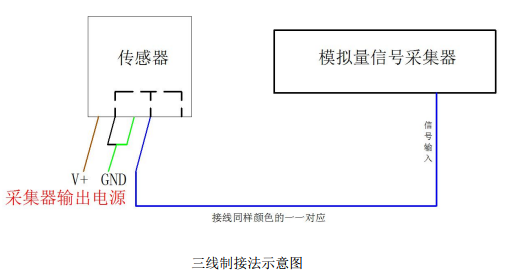 传感器
模拟量信号采集器
信号输入
V+ GND
采集器输出电源
接线同样颜色的一一对应
三线制接法示意图